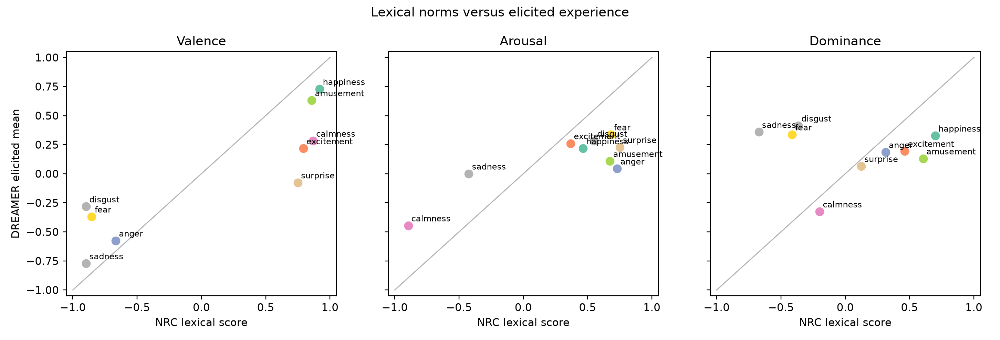 Lexical norms versus elicited experience
Valence
Arousal
Dominance
DREAMER elicited mean
1.00
0.75
0.50
0.25
0.00
−0.25
−0.50
−0.75
−1.00
happiness
amusement
calmness
excitement
surprise
disgust
fear
anger
sadness
−1.0
−0.5
0.0
0.5
1.0
NRC lexical score
fear
disgust
excitement
surprise
happiness
amusement
anger
sadness
calmness
−1.0
−0.5
0.0
0.5
1.0
NRC lexical score
disgust
sadness
fear
happiness
anger
excitement
amusement
surprise
calmness
−1.0
−0.5
0.0
0.5
1.0
NRC lexical score